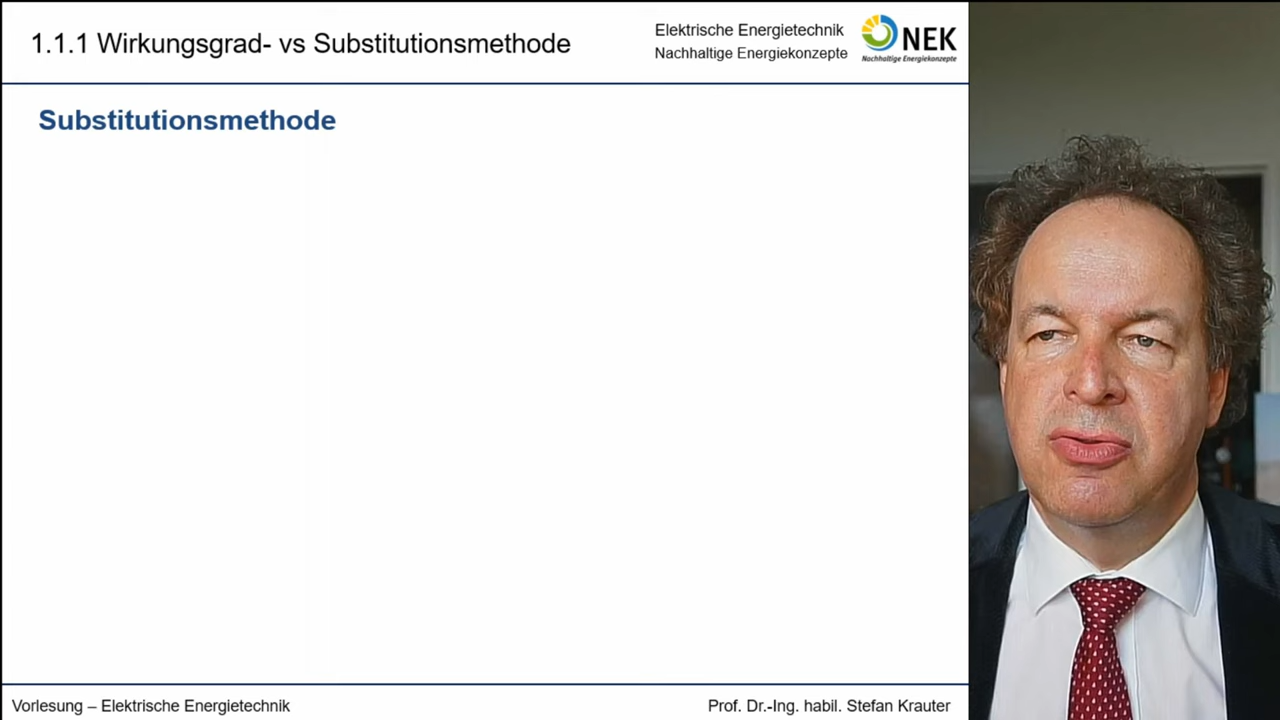 1.1.1 Wirkungsgrad- vs Substitutionsmethode
Elektrische Energietechnik
Nachhaltige Energiekonzepte
NEK
Nachhaltige Energiekonzepte
Substitutionsmethode
Vorlesung – Elektrische Energietechnik
Prof. Dr.-Ing. habil. Stefan Krauter